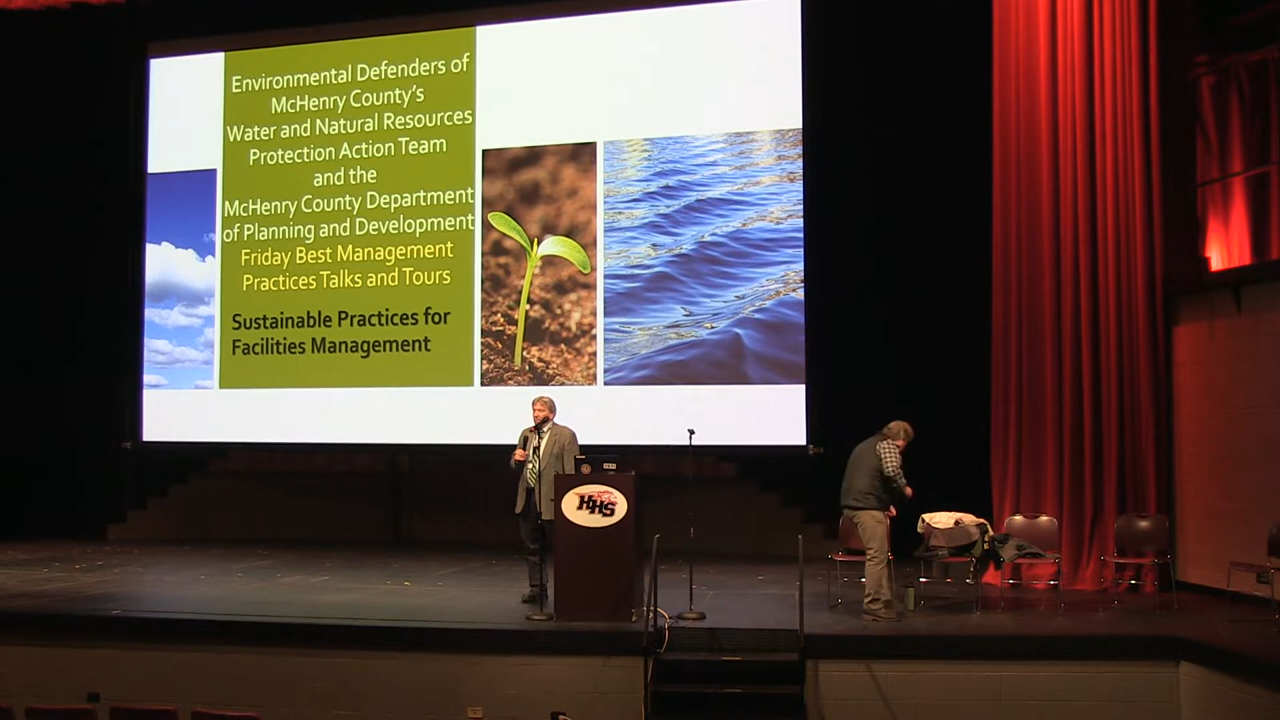 Environmental Defenders of
McHenry County's
Water and Natural Resources
Protection Action Team
and the
McHenry County Department
of Planning and Development
Friday Best Management
Practices Talks and Tours
Sustainable Practices for
Facilities Management
HHS